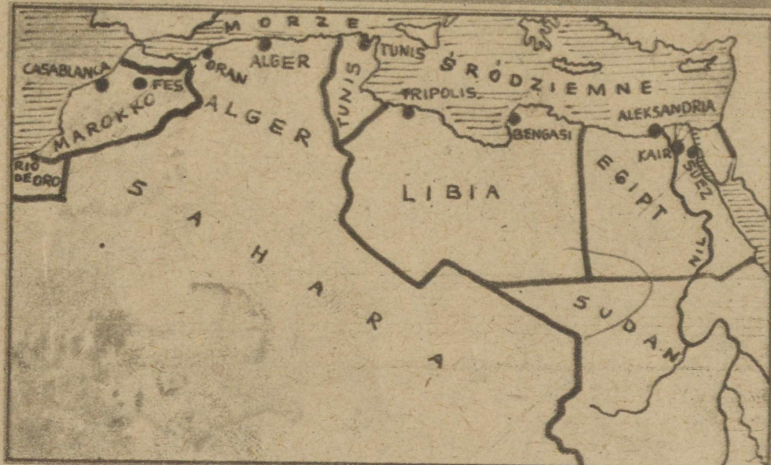 MORZE
ŚRÓDZIEMNE
CASABLANCA
FES
MAROKKO
RIO
DE ORO
ORAN
ALGER
ALGER
TUNIS
TUNIS
TRIPOLIS
BENGASI
ALEKSANDRIA
KAIR
SUEZ
LIBIA
EGIPT
NIL
SAHARA
SUDAN